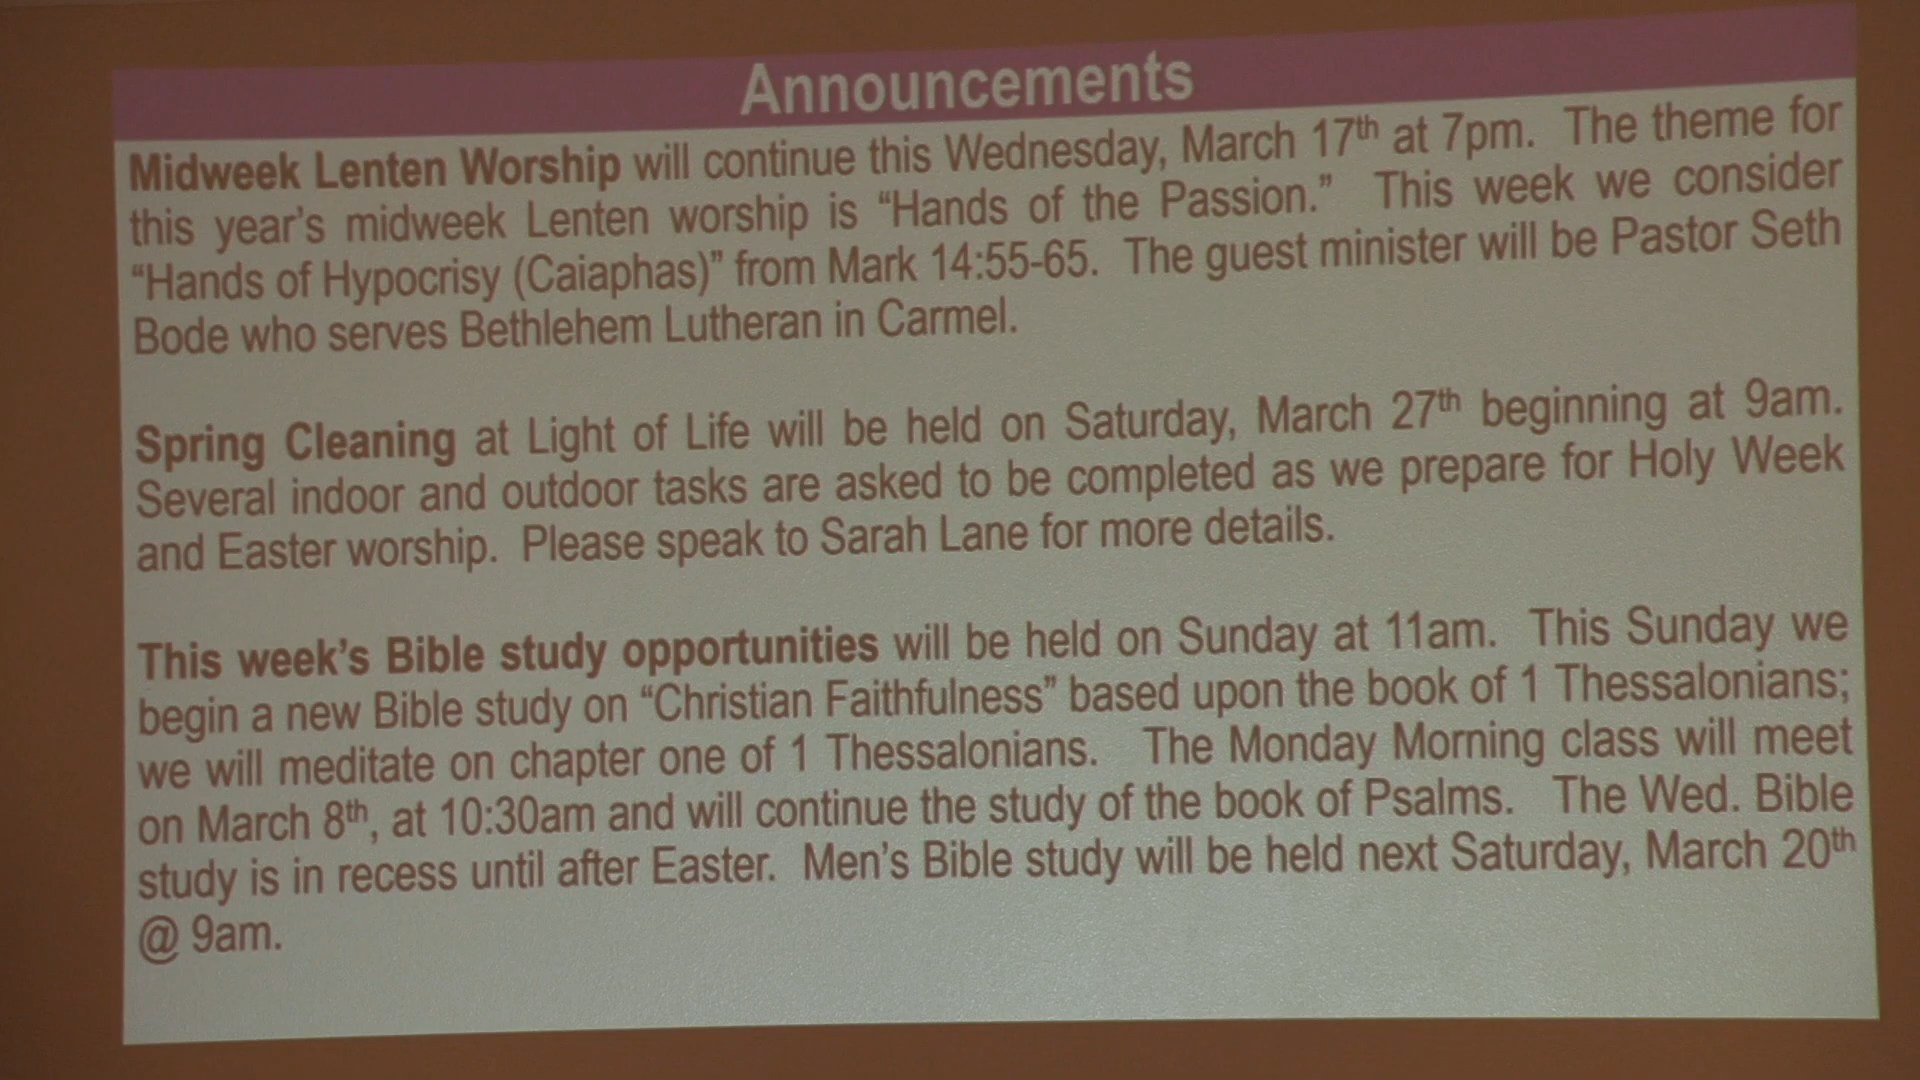 Announcements
Midweek Lenten Worship will continue this Wednesday, March 17th at 7pm. The theme for
this year's midweek Lenten worship is “Hands of the Passion.” This week we consider
“Hands of Hypocrisy (Caiaphas)” from Mark 14:55-65. The guest minister will be Pastor Seth
Bode who serves Bethlehem Lutheran in Carmel.
Spring Cleaning at Light of Life will be held on Saturday, March 27th beginning at 9am.
Several indoor and outdoor tasks are asked to be completed as we prepare for Holy Week
and Easter worship. Please speak to Sarah Lane for more details.
This week's Bible study opportunities will be held on Sunday at 11am. This Sunday we
begin a new Bible study on “Christian Faithfulness” based upon the book of 1 Thessalonians;
we will meditate on chapter one of 1 Thessalonians. The Monday Morning class will meet
on March 8th, at 10:30am and will continue the study of the book of Psalms. The Wed. Bible
study is in recess until after Easter. Men's Bible study will be held next Saturday, March 20th
@ 9am.